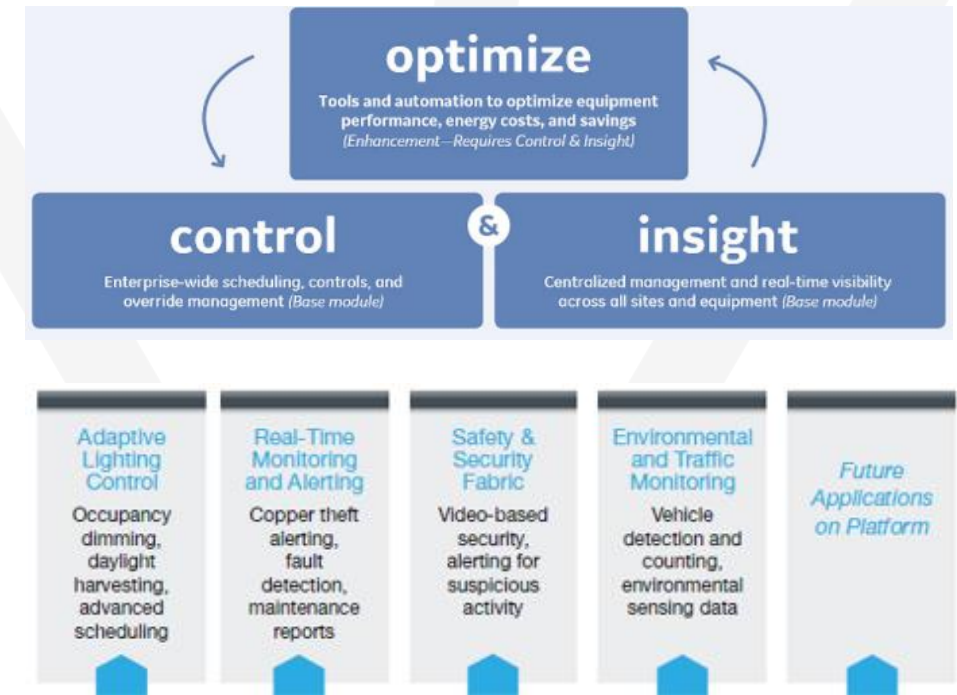 optimize
Tools and automation to optimize equipment
performance, energy costs, and savings
(Enhancement—Requires Control & Insight)
control
Enterprise-wide scheduling, controls, and
override management (Base module)
&
insight
Centralized management and real-time visibility
across all sites and equipment (Base module)
Adaptive
Lighting
Control
Occupancy
dimming,
daylight
harvesting,
advanced
scheduling
Real-Time
Monitoring
and Alerting
Copper theft
alerting,
fault
detection,
maintenance
reports
Safety &
Security
Fabric
Video-based
security,
alerting for
suspicious
activity
Environmental
and Traffic
Monitoring
Vehicle
detection and
counting,
environmental
sensing data
Future
Applications
on Platform